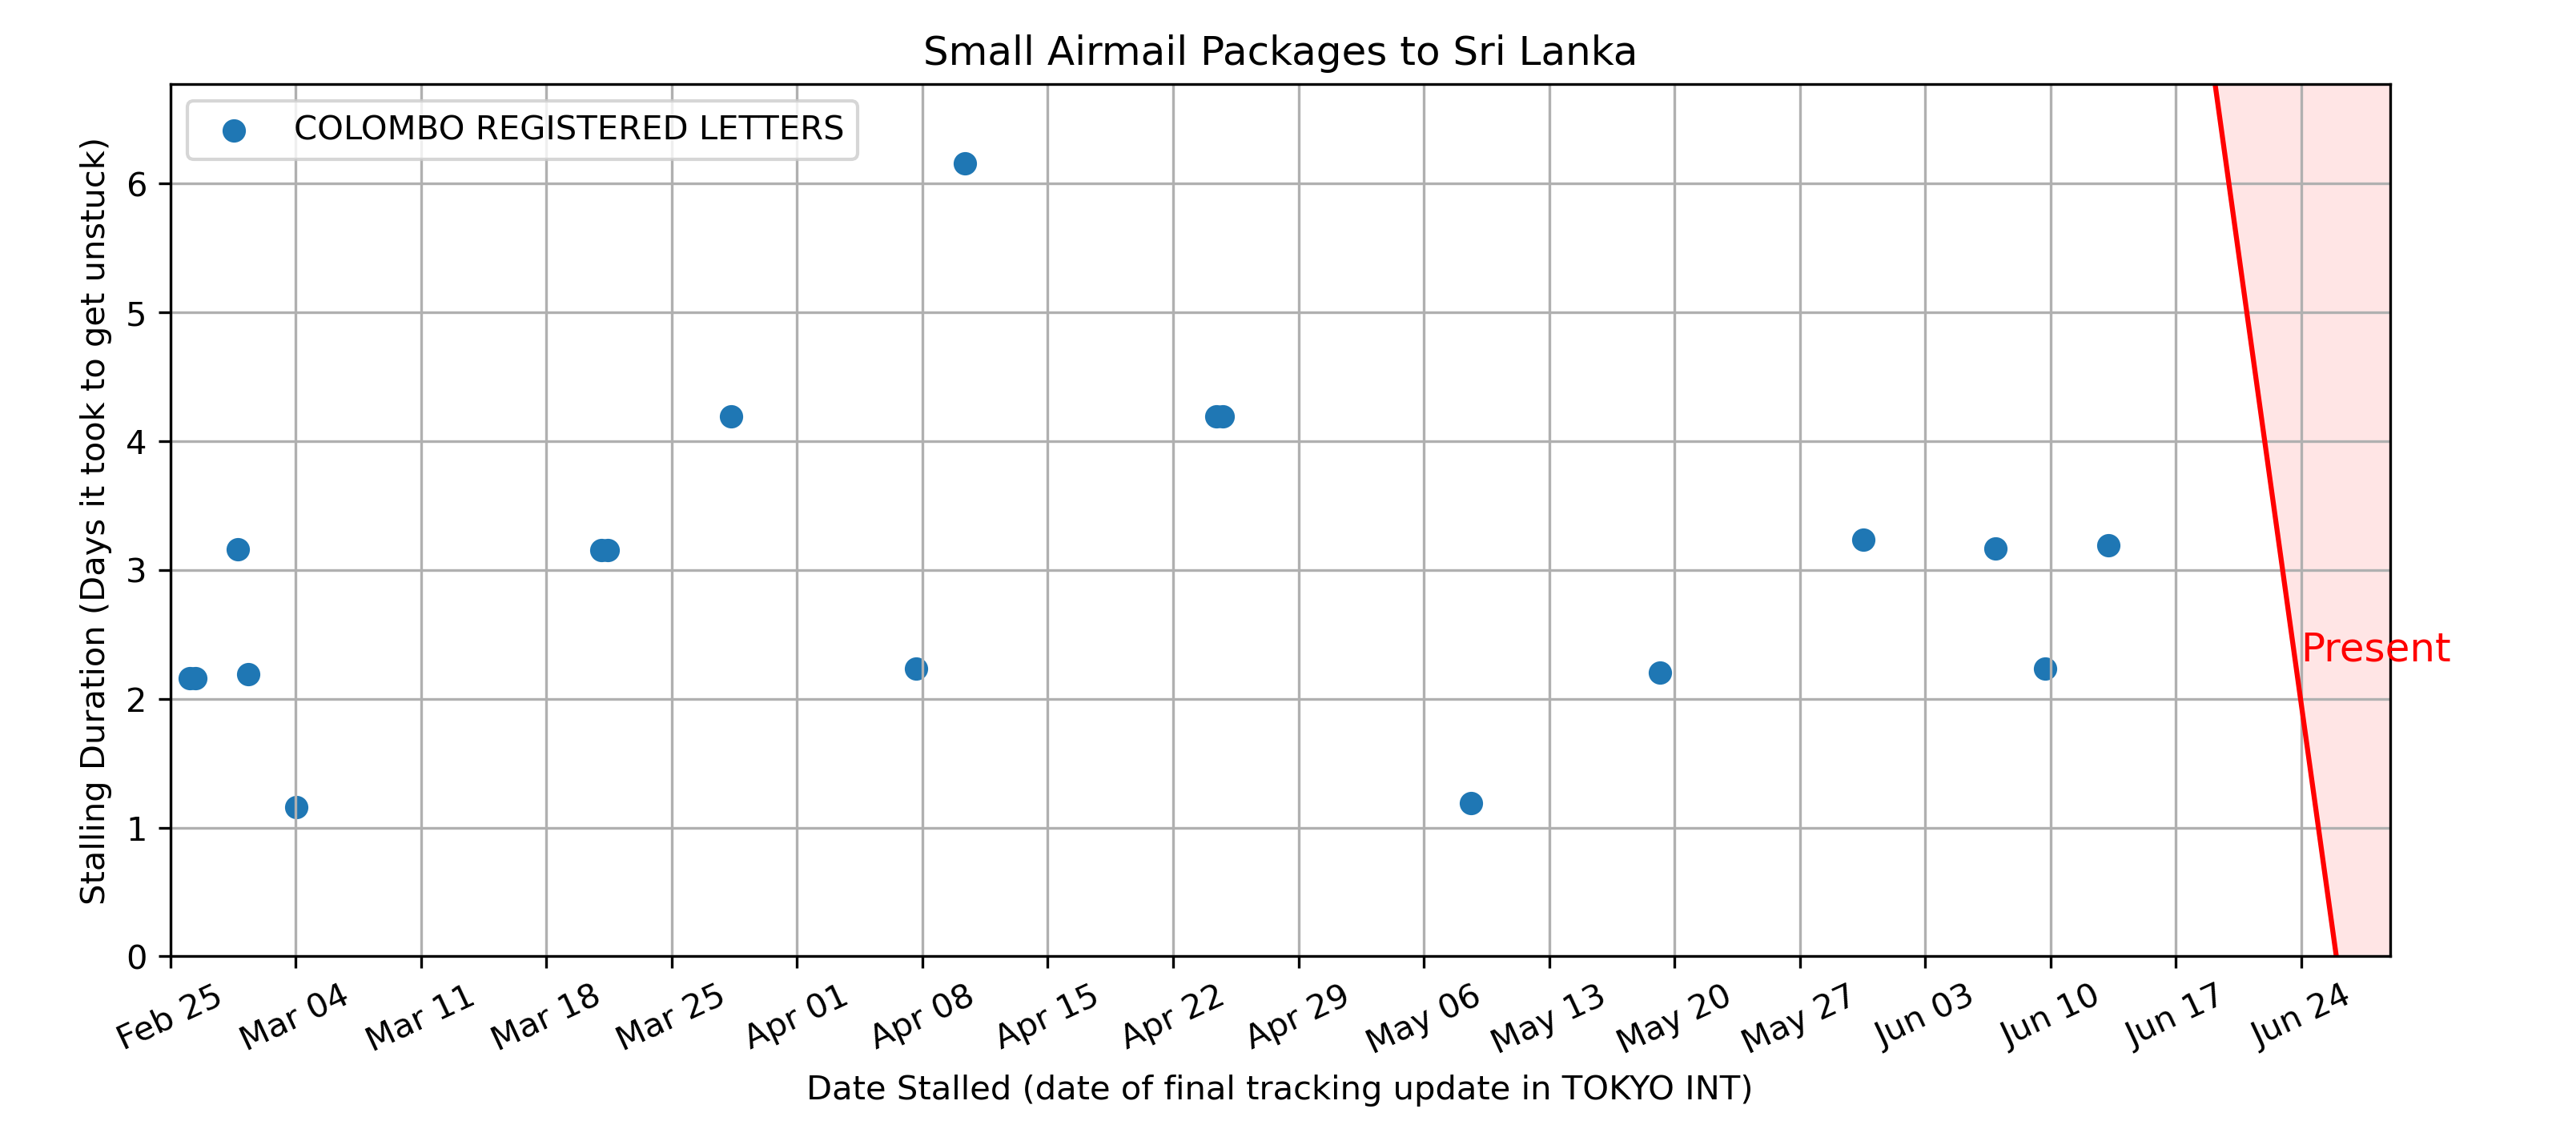 Small Airmail Packages to Sri Lanka
COLOMBO REGISTERED LETTERS
Stalling Duration (Days it took to get unstuck)
6
5
4
3
2
1
0
Present
Feb 25
Mar 04
Mar 11
Mar 18
Mar 25
Apr 01
Apr 08
Apr 15
Apr 22
Apr 29
May 06
May 13
May 20
May 27
Jun 03
Jun 10
Jun 17
Jun 24
Date Stalled (date of final tracking update in TOKYO INT)